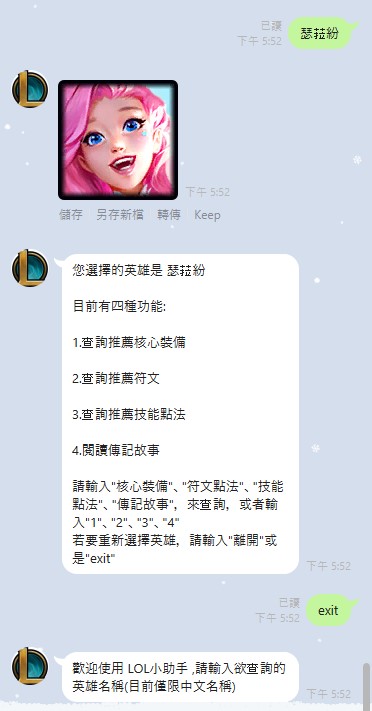 已讀
下午 5:52
瑟菈紛
下午 5:52
儲存 另存新檔 轉傳 Keep
您選擇的英雄是 瑟菈紛
目前有四種功能:
1.查詢推薦核心裝備
2.查詢推薦符文
3.查詢推薦技能點法
4.閱讀傳記故事
請輸入"核心裝備"、"符文點法"、"技能
點法"、"傳記故事"，來查詢，或者輸
入"1"、"2"、"3"、"4"
若要重新選擇英雄，請輸入"離開"或
是"exit"
下午 5:52
已讀
下午 5:52
exit
歡迎使用 LOL小助手 ,請輸入欲查詢的
英雄名稱(目前僅限中文名稱)
下午 5:52